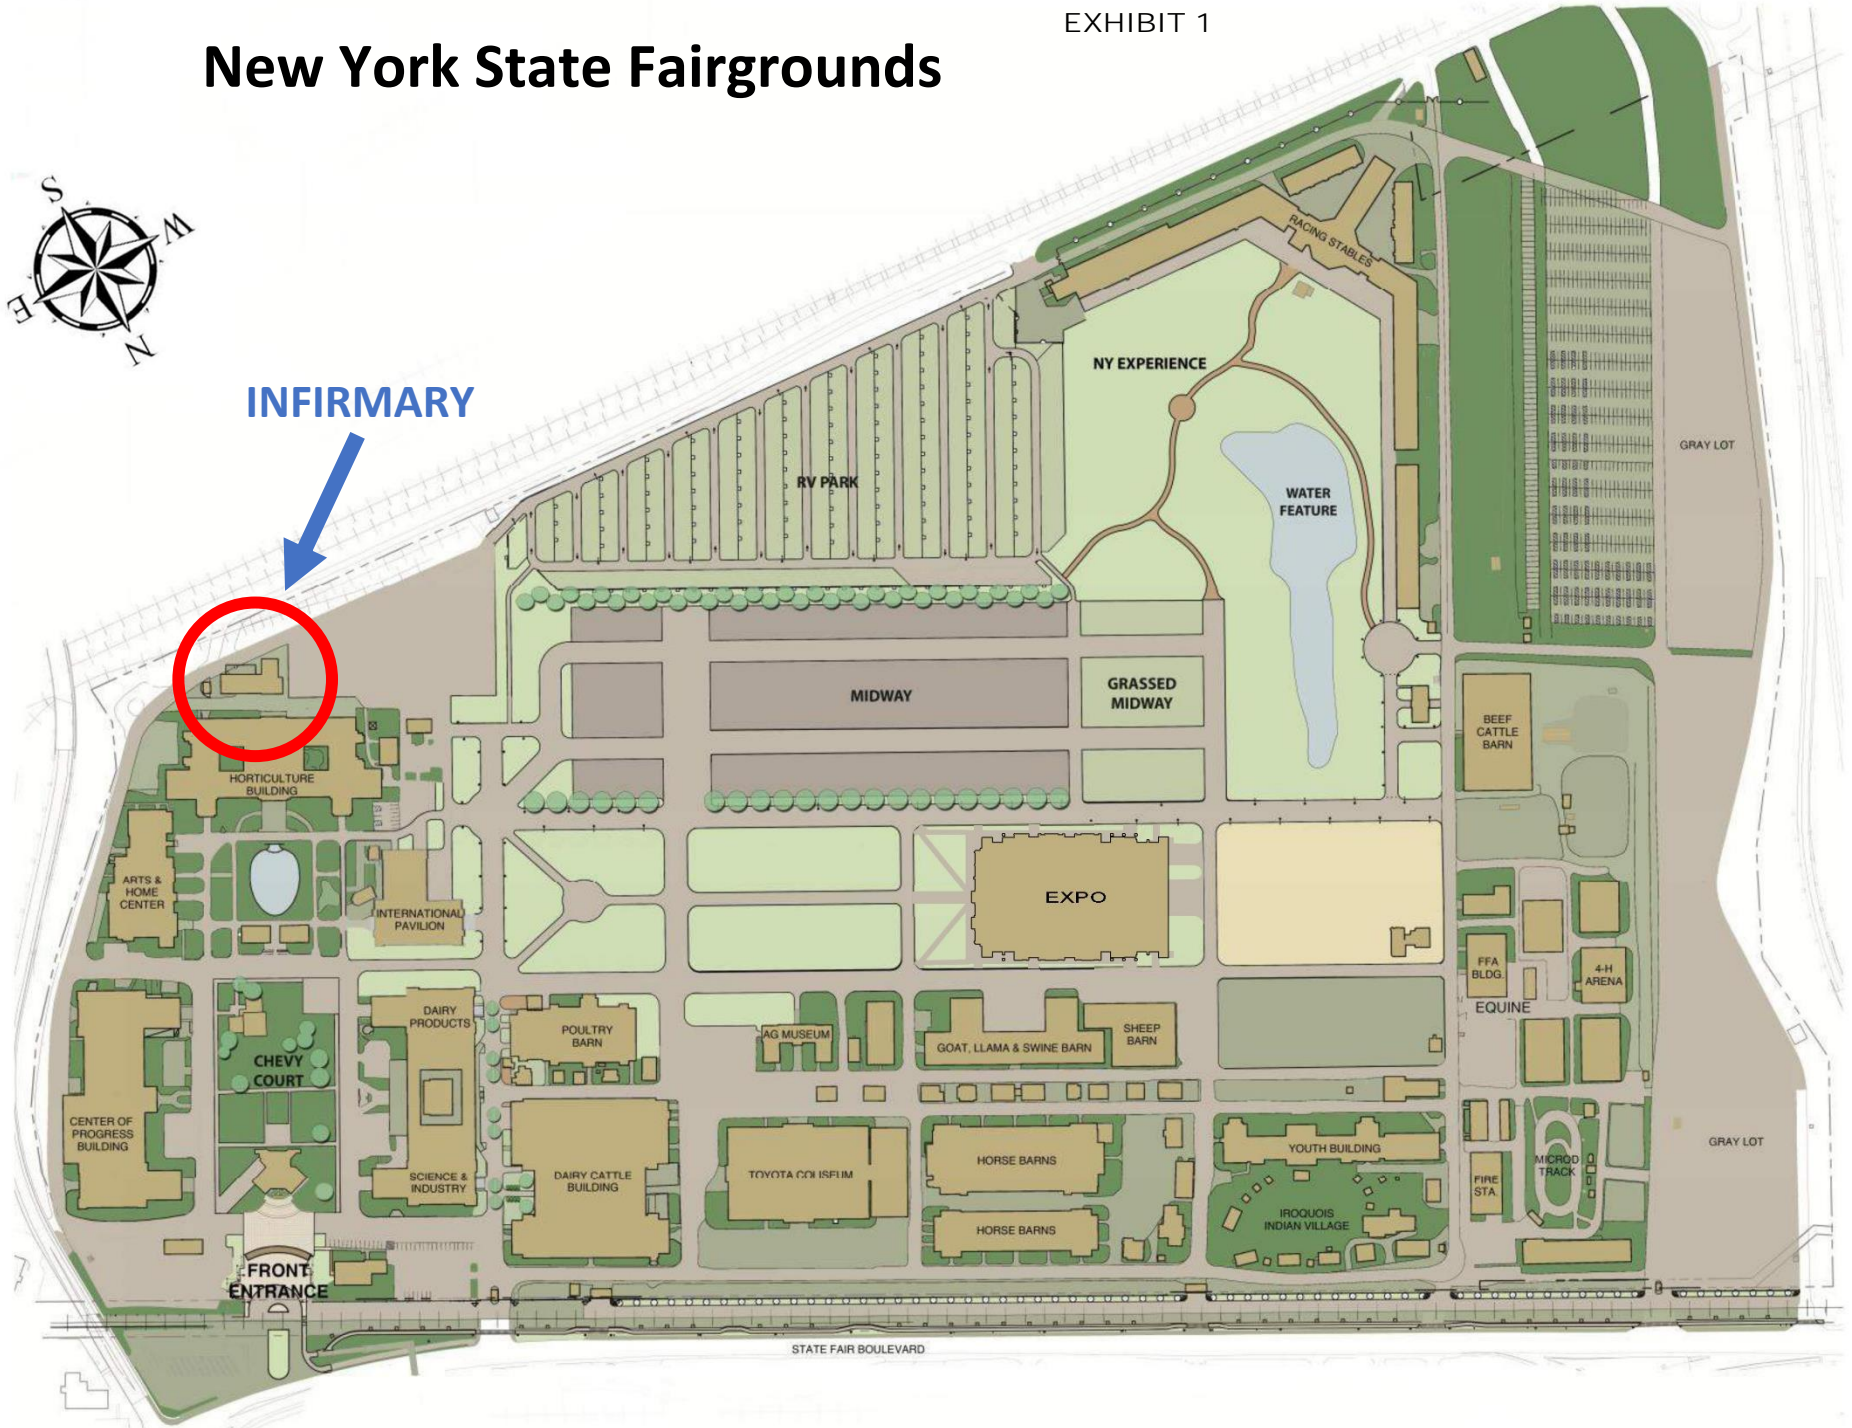 EXHIBIT 1
New York State Fairgrounds
S
W
E
N
INFIRMARY
RACING STABLES
NY EXPERIENCE
GRAY LOT
RV PARK
WATER
FEATURE
MIDWAY
GRASSED
MIDWAY
BEEF
CATTLE
BARN
HORTICULTURE
BUILDING
ARTS &
HOME
CENTER
INTERNATIONAL
PAVILION
EXPO
FFA
BLDG.
4-H
ARENA
EQUINE
DAIRY
PRODUCTS
POULTRY
BARN
AG MUSEUM
GOAT, LLAMA & SWINE BARN
SHEEP
BARN
CHEVY
COURT
CENTER OF
PROGRESS
BUILDING
SCIENCE &
INDUSTRY
DAIRY CATTLE
BUILDING
TOYOTA COLISEUM
HORSE BARNS
HORSE BARNS
YOUTH BUILDING
IROQUOIS
INDIAN VILLAGE
FIRE
STA.
MICROD
TRACK
GRAY LOT
FRONT
ENTRANCE
STATE FAIR BOULEVARD